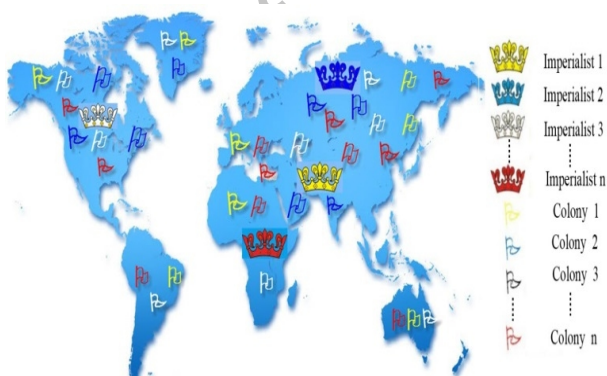 Imperialist 1
Imperialist 2
Imperialist 3
Imperialist n
Colony 1
Colony 2
Colony 3
Colony n